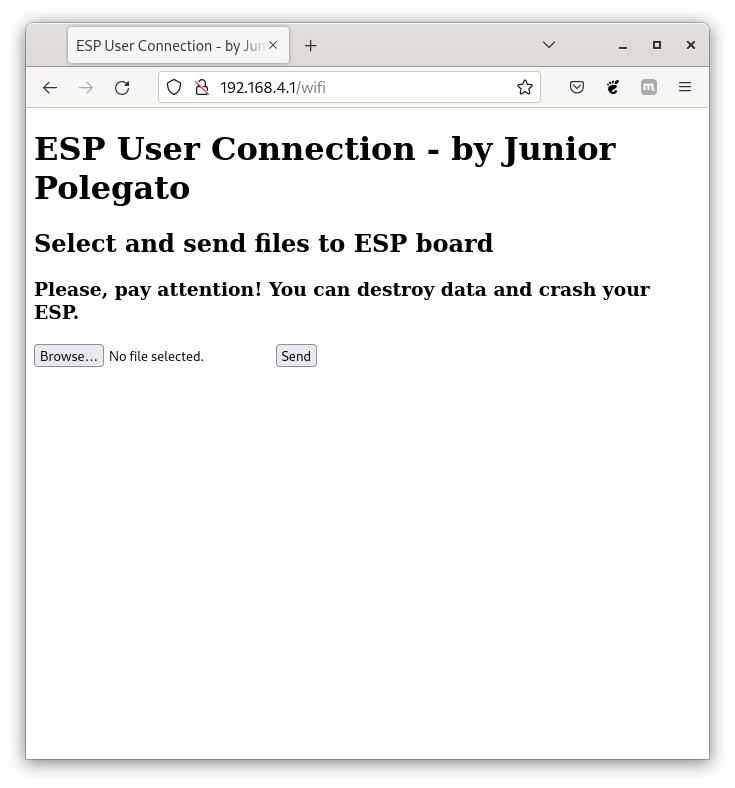 ESP User Connection - by Jun
192.168.4.1/wifi
m
ESP User Connection - by Junior
Polegato
Select and send files to ESP board
Please, pay attention! You can destroy data and crash your
ESP.
Browse... No file selected. Send